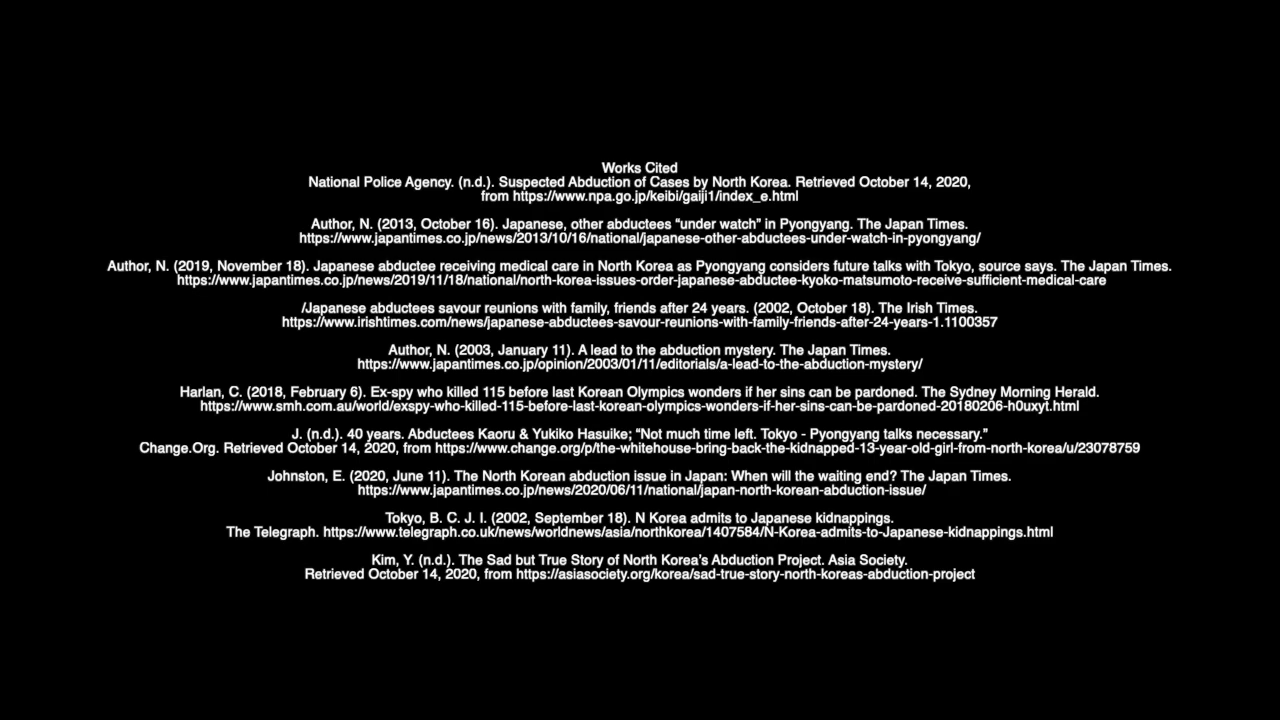 Works Cited
National Police Agency. (n.d.). Suspected Abduction of Cases by North Korea. Retrieved October 14, 2020,
from https://www.npa.go.jp/keibi/gaiji1/index_e.html
Author, N. (2013, October 16). Japanese, other abductees “under watch” in Pyongyang. The Japan Times.
https://www.japantimes.co.jp/news/2013/10/16/national/japanese-other-abductees-under-watch-in-pyongyang/
Author, N. (2019, November 18). Japanese abductee receiving medical care in North Korea as Pyongyang considers future talks with Tokyo, source says. The Japan Times.
https://www.japantimes.co.jp/news/2019/11/18/national/north-korea-issues-order-japanese-abductee-kyoko-matsumoto-receive-sufficient-medical-care
/Japanese abductees savour reunions with family, friends after 24 years. (2002, October 18). The Irish Times.
https://www.irishtimes.com/news/japanese-abductees-savour-reunions-with-family-friends-after-24-years-1.1100357
Author, N. (2003, January 11). A lead to the abduction mystery. The Japan Times.
https://www.japantimes.co.jp/opinion/2003/01/11/editorials/a-lead-to-the-abduction-mystery/
Harlan, C. (2018, February 6). Ex-spy who killed 115 before last Korean Olympics wonders if her sins can be pardoned. The Sydney Morning Herald.
https://www.smh.com.au/world/exspy-who-killed-115-before-last-korean-olympics-wonders-if-her-sins-can-be-pardoned-20180206-h0uxyt.html
J. (n.d.). 40 years. Abductees Kaoru & Yukiko Hasuike; “Not much time left. Tokyo - Pyongyang talks necessary.”
Change.Org. Retrieved October 14, 2020, from https://www.change.org/p/the-whitehouse-bring-back-the-kidnapped-13-year-old-girl-from-north-korea/u/23078759
Johnston, E. (2020, June 11). The North Korean abduction issue in Japan: When will the waiting end? The Japan Times.
https://www.japantimes.co.jp/news/2020/06/11/national/japan-north-korean-abduction-issue/
Tokyo, B. C. J. I. (2002, September 18). N Korea admits to Japanese kidnappings.
The Telegraph. https://www.telegraph.co.uk/news/worldnews/asia/northkorea/1407584/N-Korea-admits-to-Japanese-kidnappings.html
Kim, Y. (n.d.). The Sad but True Story of North Korea’s Abduction Project. Asia Society.
Retrieved October 14, 2020, from https://asiasociety.org/korea/sad-true-story-north-koreas-abduction-project